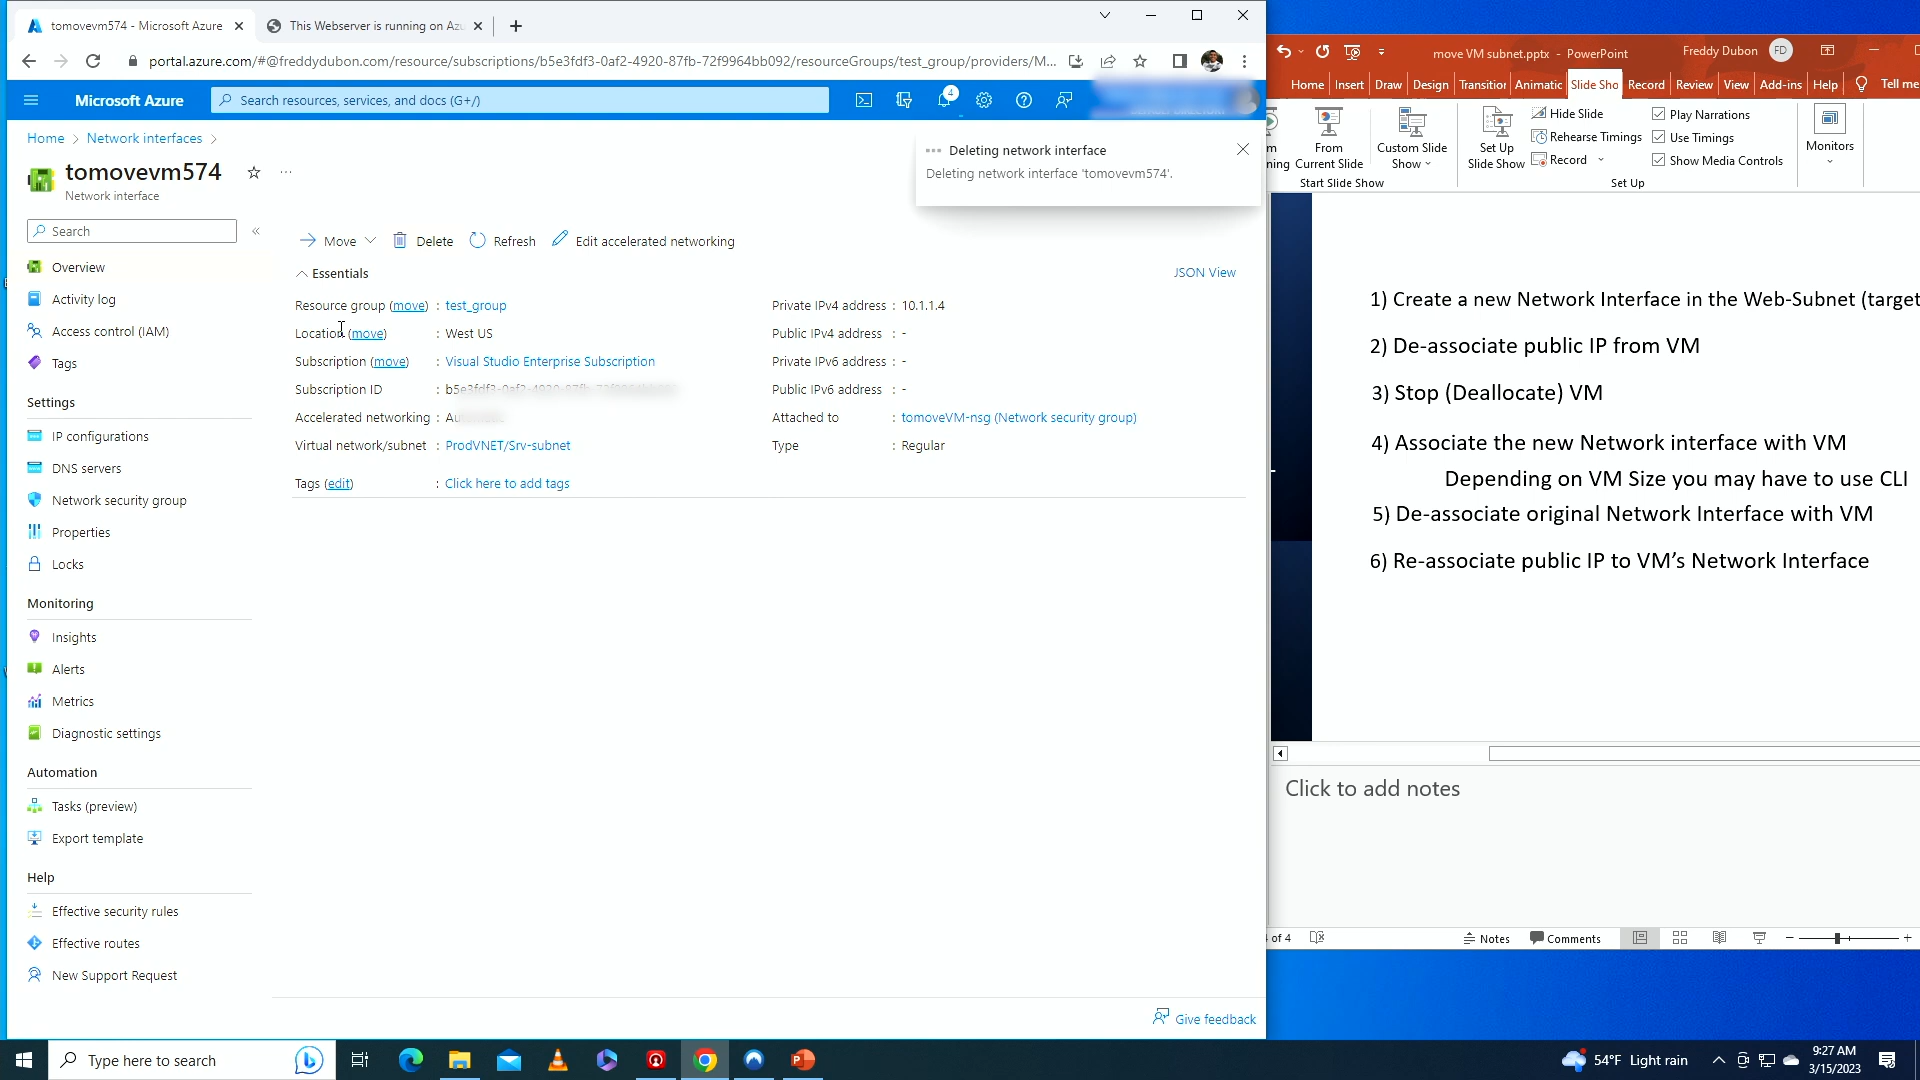 tomovevm574 - Microsoft Azure
This Webserver is running on Azu
portal.azure.com/#@freddydubon.com/resource/subscriptions/b5e3fdf3-0af2-4920-87fb-72f9964bb092/resourceGroups/test_group/providers/M...
Microsoft Azure
Search resources, services, and docs (G+/)
4
Home > Network interfaces >
tomovevm574
Network interface
Deleting network interface
Deleting network interface 'tomovevm574'.
Search
Overview
Activity log
Access control (IAM)
Tags
Settings
IP configurations
DNS servers
Network security group
Properties
Locks
Monitoring
Insights
Alerts
Metrics
Diagnostic settings
Automation
Tasks (preview)
Export template
Help
Effective security rules
Effective routes
New Support Request
Move Delete Refresh Edit accelerated networking
Essentials
JSON View
Resource group (move) : test_group
Location (move) : West US
Subscription (move) : Visual Studio Enterprise Subscription
Subscription ID :
Accelerated networking :
Virtual network/subnet : ProdVNET/Srv-subnet
Private IPv4 address : 10.1.1.4
Public IPv4 address : -
Private IPv6 address : -
Public IPv6 address : -
Attached to : tomoveVM-nsg (Network security group)
Type : Regular
Tags (edit) : Click here to add tags
Give feedback
move VM subnet.pptx - PowerPoint
Freddy Dubon
FD
Home Insert Draw Design Transition Animatic Slide Sho Record Review View Add-ins Help Tell me
From
Current Slide
Custom Slide
Show
Start Slide Show
Set Up
Slide Show
Hide Slide
Rehearse Timings
Record
Play Narrations
Use Timings
Show Media Controls
Set Up
Monitors
1) Create a new Network Interface in the Web-Subnet (target
2) De-associate public IP from VM
3) Stop (Deallocate) VM
4) Associate the new Network interface with VM
Depending on VM Size you may have to use CLI
5) De-associate original Network Interface with VM
6) Re-associate public IP to VM's Network Interface
Click to add notes
of 4
Notes
Comments
Type here to search
54°F Light rain
9:27 AM
3/15/2023